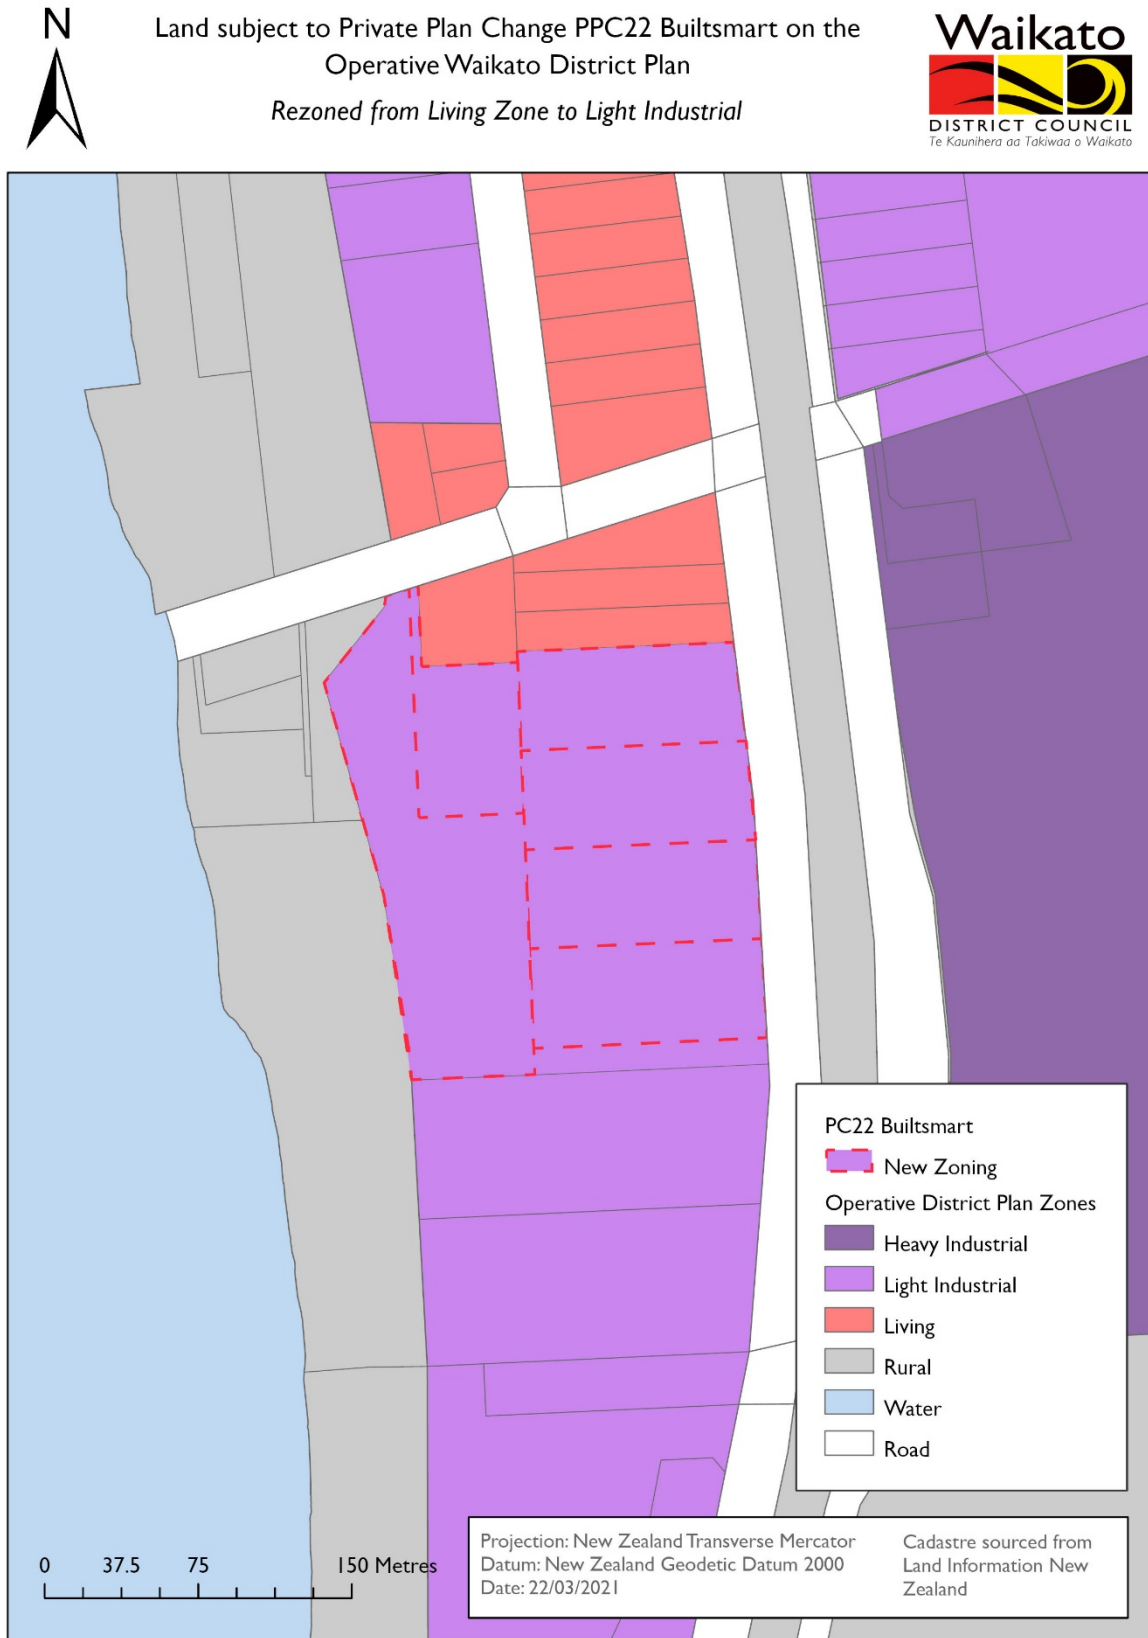 N
Land subject to Private Plan Change PPC22 Builtsmart on the
Operative Waikato District Plan
Rezoned from Living Zone to Light Industrial
Waikato
DISTRICT COUNCIL
Te Kaunihera aa Takiwaa o Waikato
PC22 Builtsmart
New Zoning
Operative District Plan Zones
Heavy Industrial
Light Industrial
Living
Rural
Water
Road
0 37.5 75 150 Metres
Projection: New Zealand Transverse Mercator
Datum: New Zealand Geodetic Datum 2000
Date: 22/03/2021
Cadastre sourced from
Land Information New
Zealand